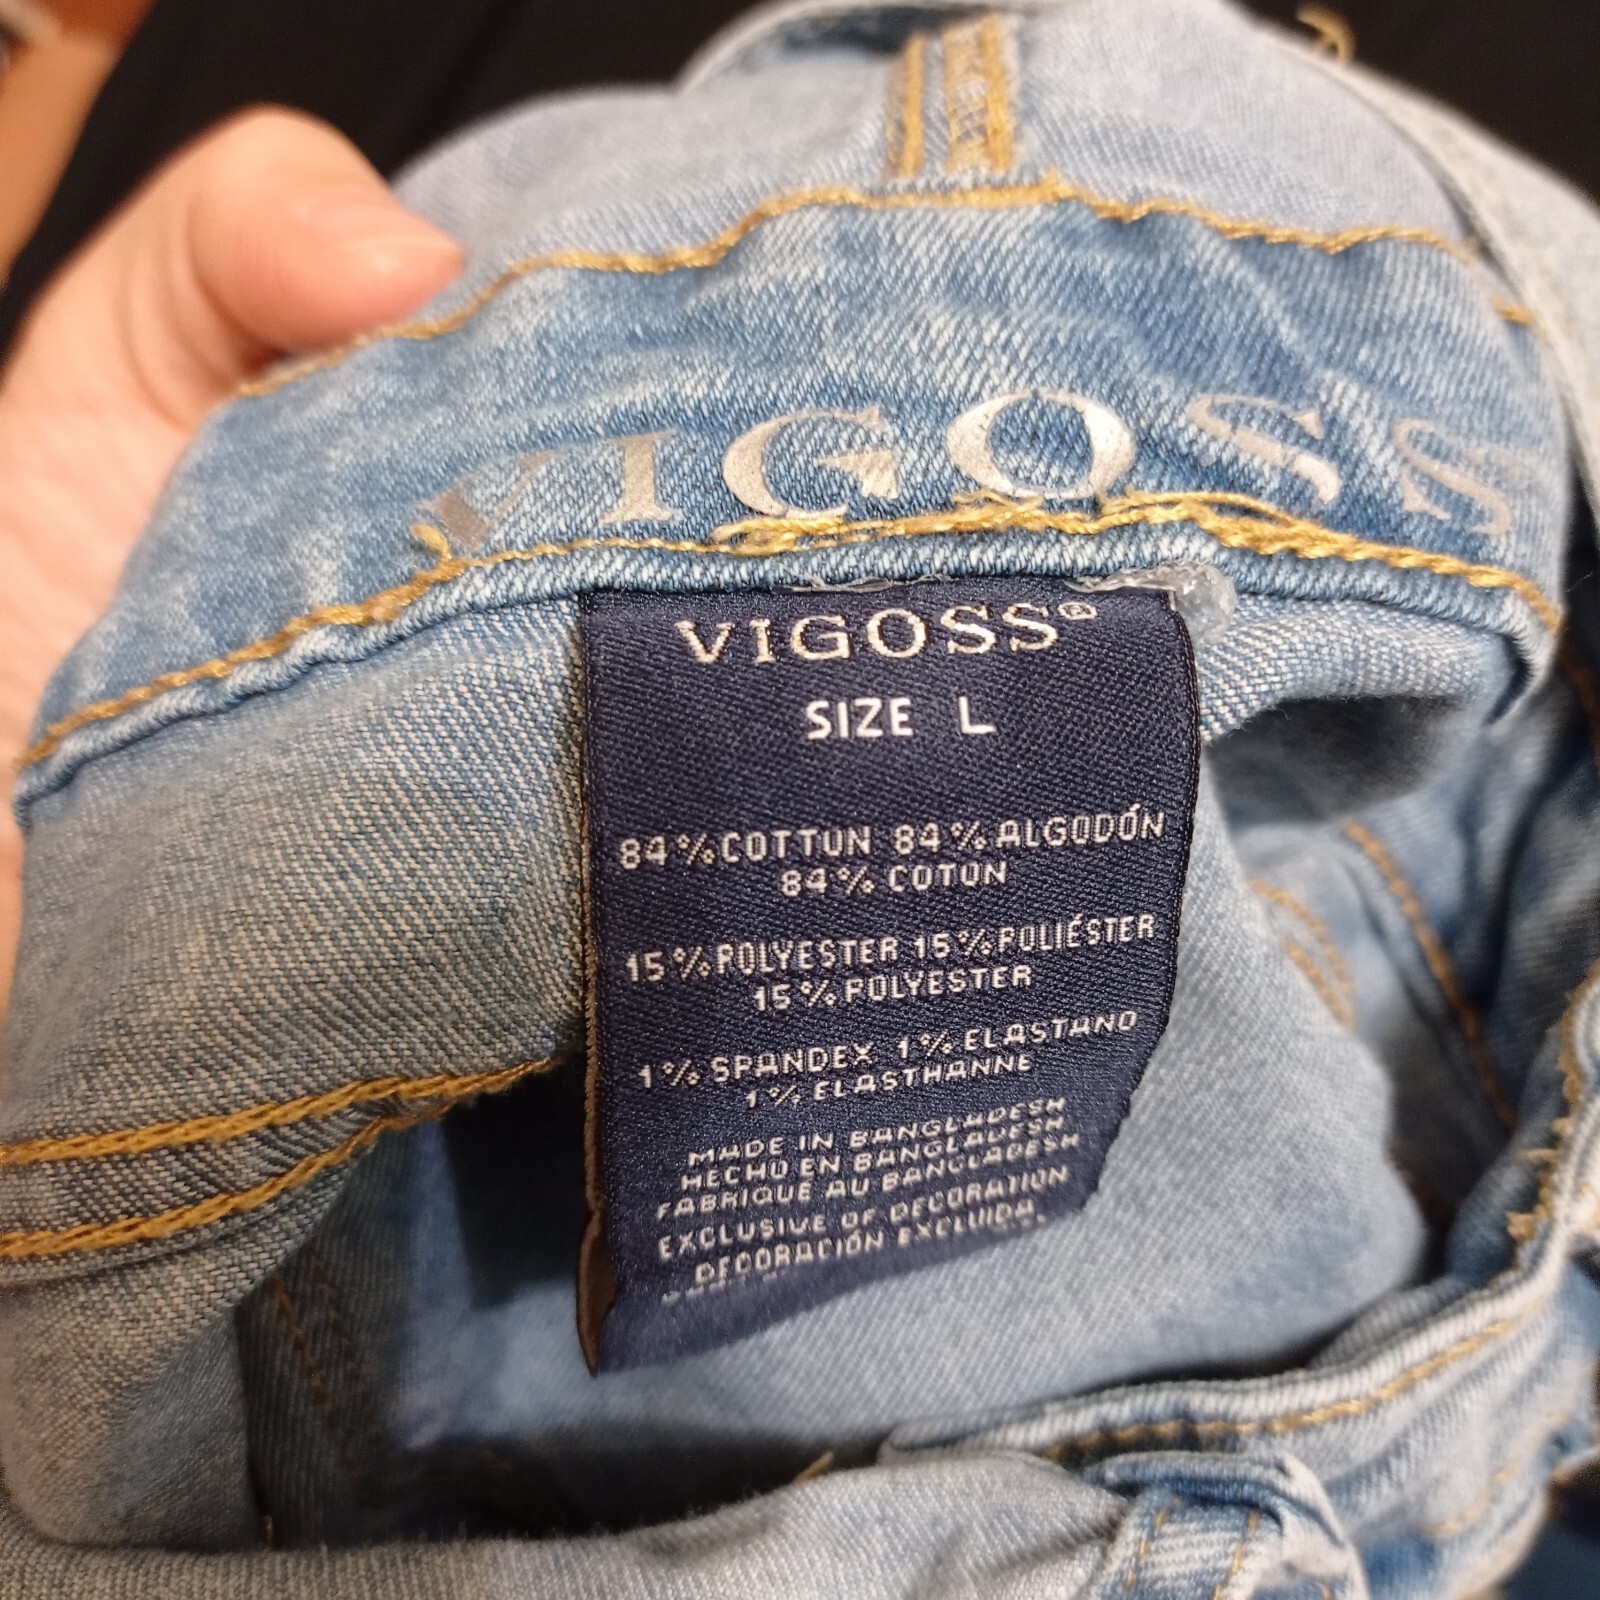 VIGOSS
VIGOSS®
SIZE L
84% COTTON 84% ALGODÓN
84% COTON
15% POLYESTER 15% POLIÉSTER
15% POLYESTER
1% SPANDEX 1% ELASTANO
1% ELASTHANNE
MADE IN BANGLADESH
HECHO EN BANGLADESH
FABRIQUE AU BANGLADESH
EXCLUSIVE OF DECORATION
DECORACIÓN EXCLUIDA